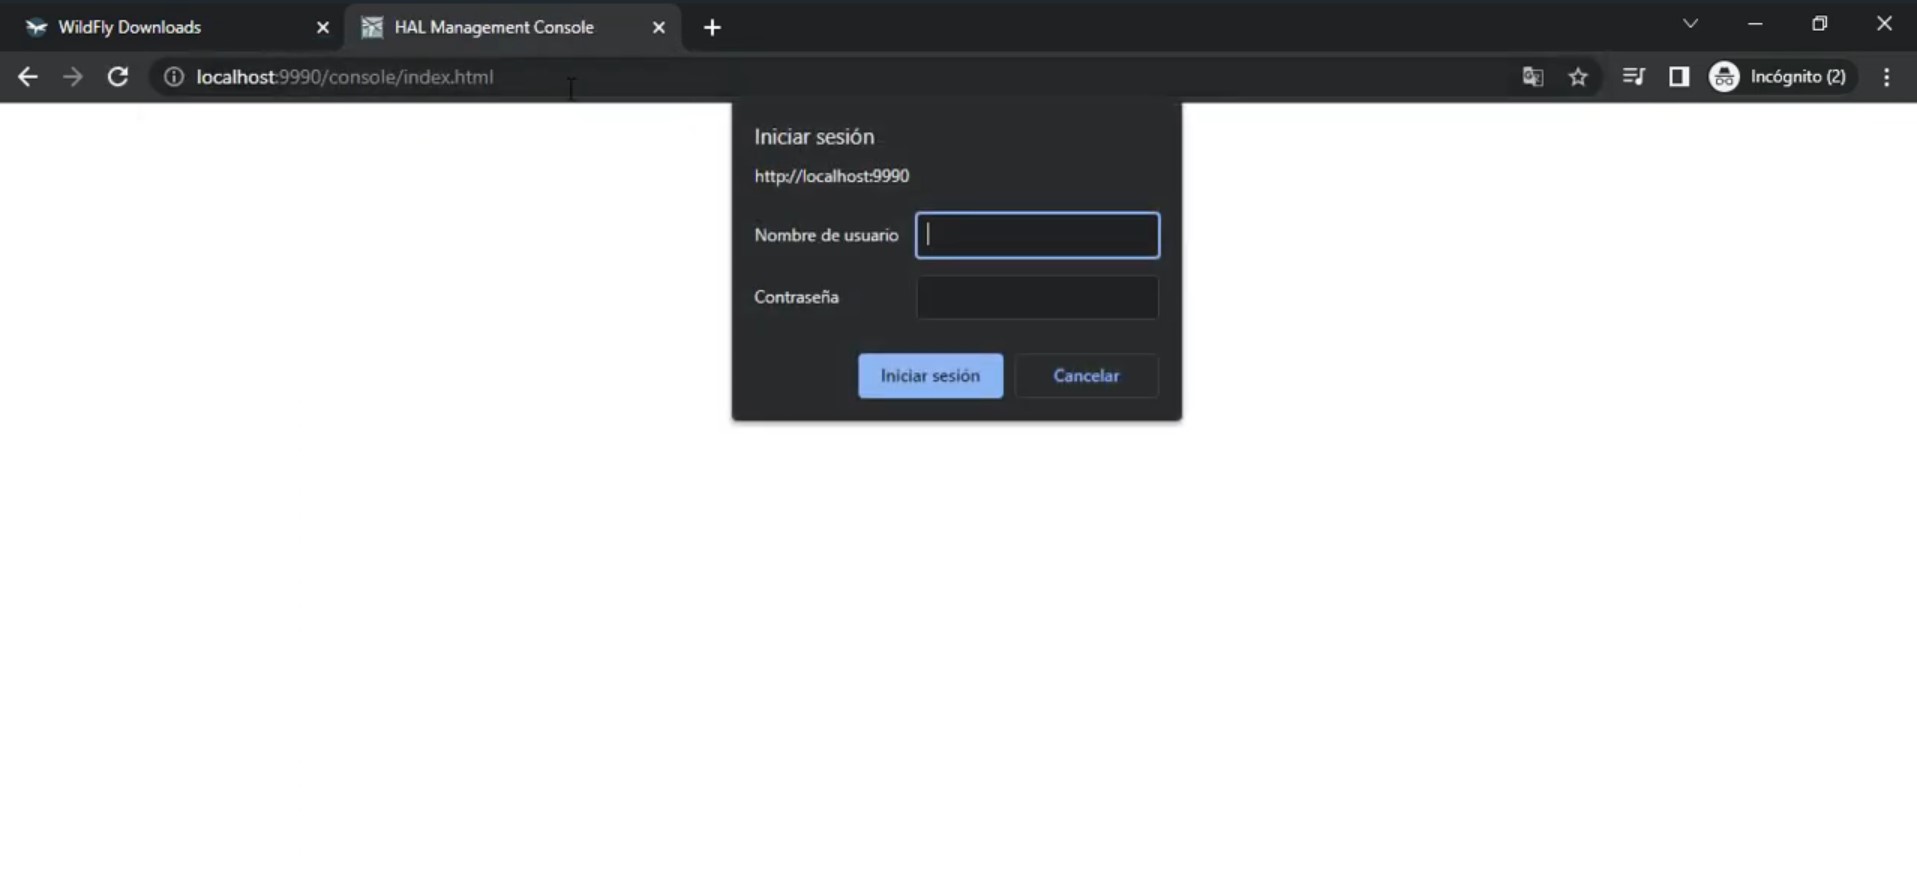 WildFly Downloads
HAL Management Console
localhost:9990/console/index.html
Incógnito (2)
Iniciar sesión
http://localhost:9990
Nombre de usuario
Contraseña
Iniciar sesión
Cancelar